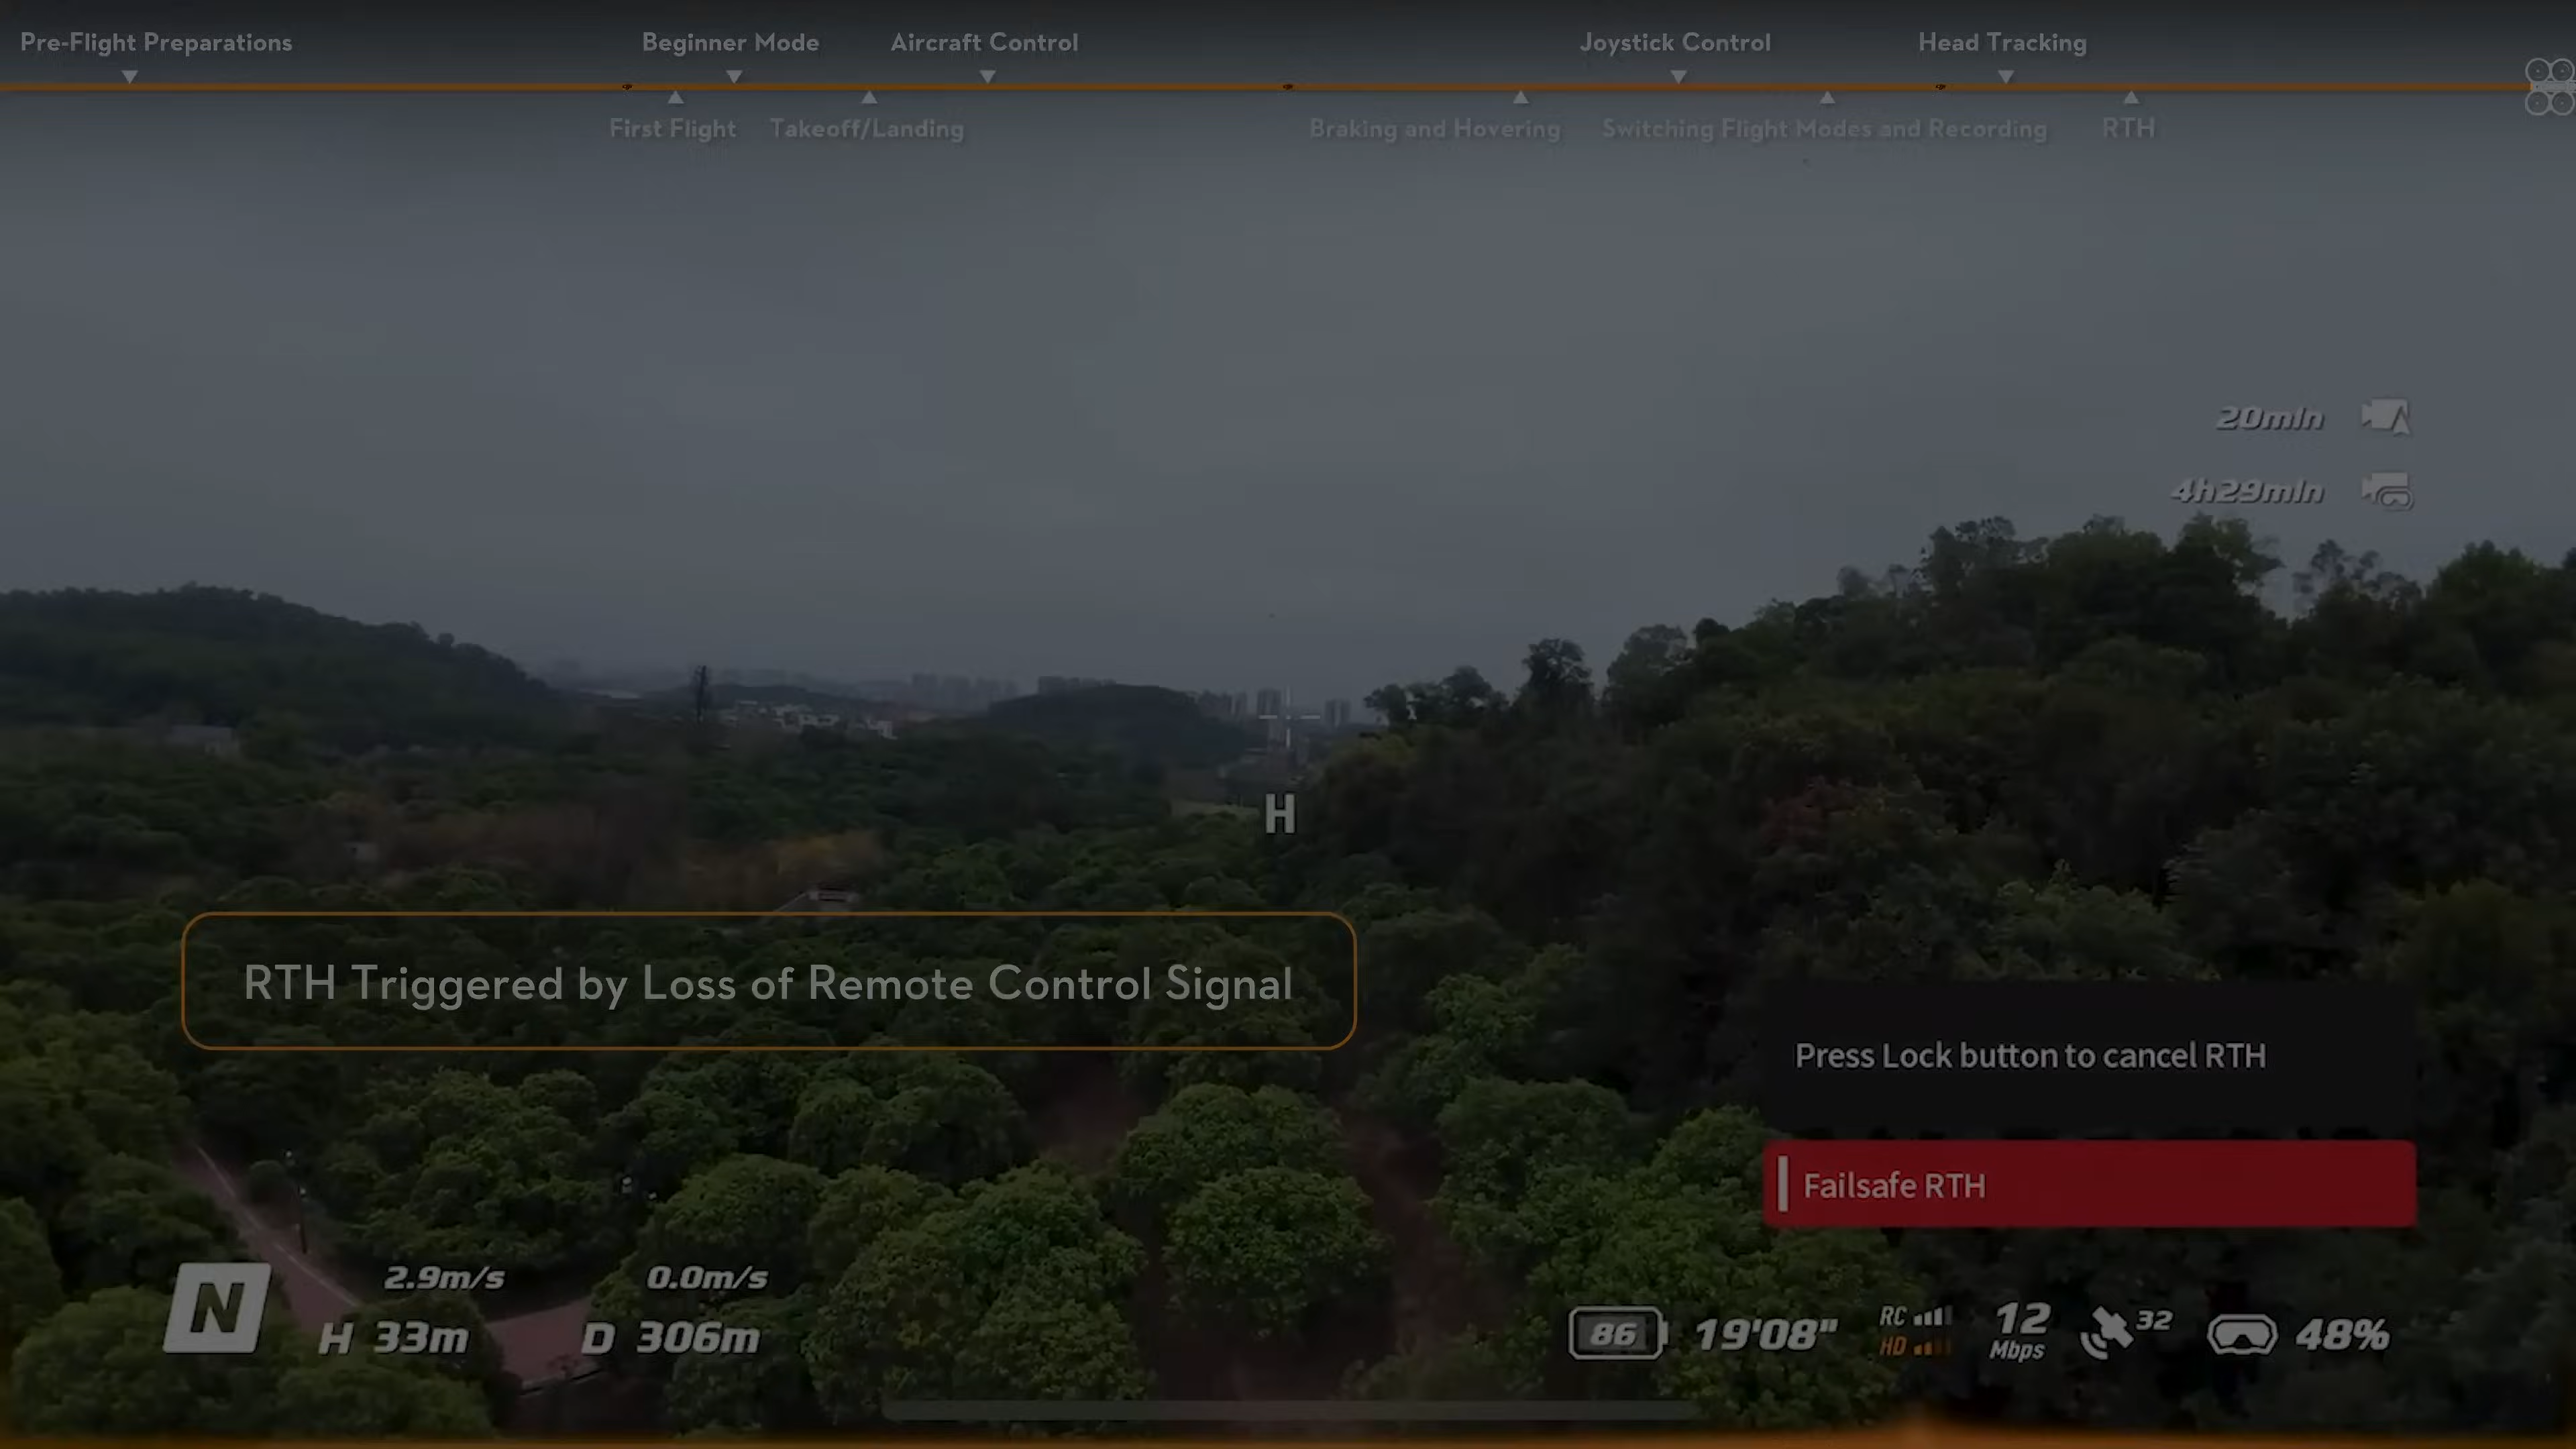 Pre-Flight Preparations
Beginner Mode
Aircraft Control
Joystick Control
Head Tracking
First Flight
Takeoff/Landing
Braking and Hovering
Switching Flight Modes and Recording
RTH
20min
4h29min
H
RTH Triggered by Loss of Remote Control Signal
Press Lock button to cancel RTH
Failsafe RTH
N
2.9m/s
0.0m/s
H 33m
D 306m
86
19'08"
RC
HD
12
Mbps
32
48%